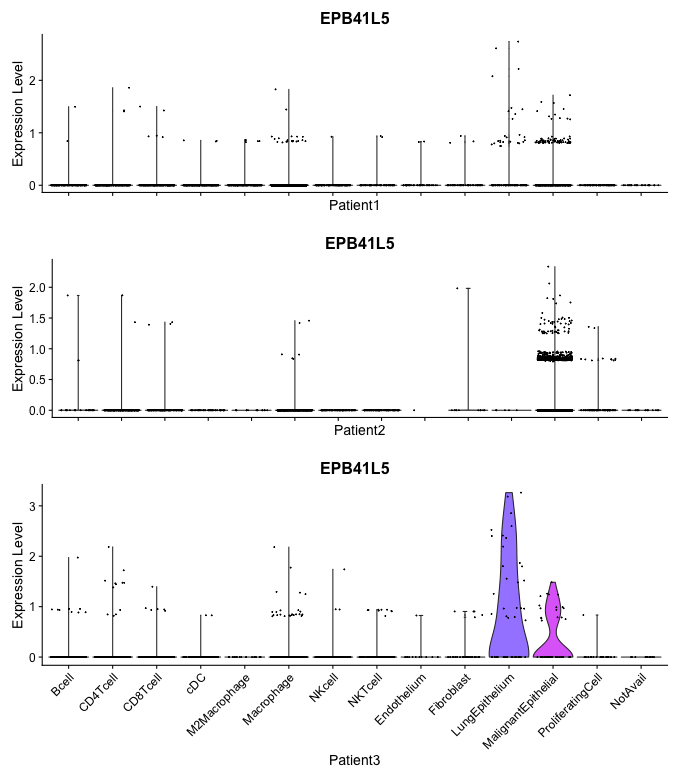 EPB41L5
Expression Level
2
1
0
Patient1
EPB41L5
Expression Level
2.0
1.5
1.0
0.5
0.0
Patient2
EPB41L5
Expression Level
3
2
1
0
Bcell
CD4Tcell
CD8Tcell
cDC
M2Macrophage
Macrophage
NKcell
NKTcell
Endothelium
Fibroblast
LungEpithelium
MalignantEpithelial
ProliferatingCell
NotAvail
Patient3